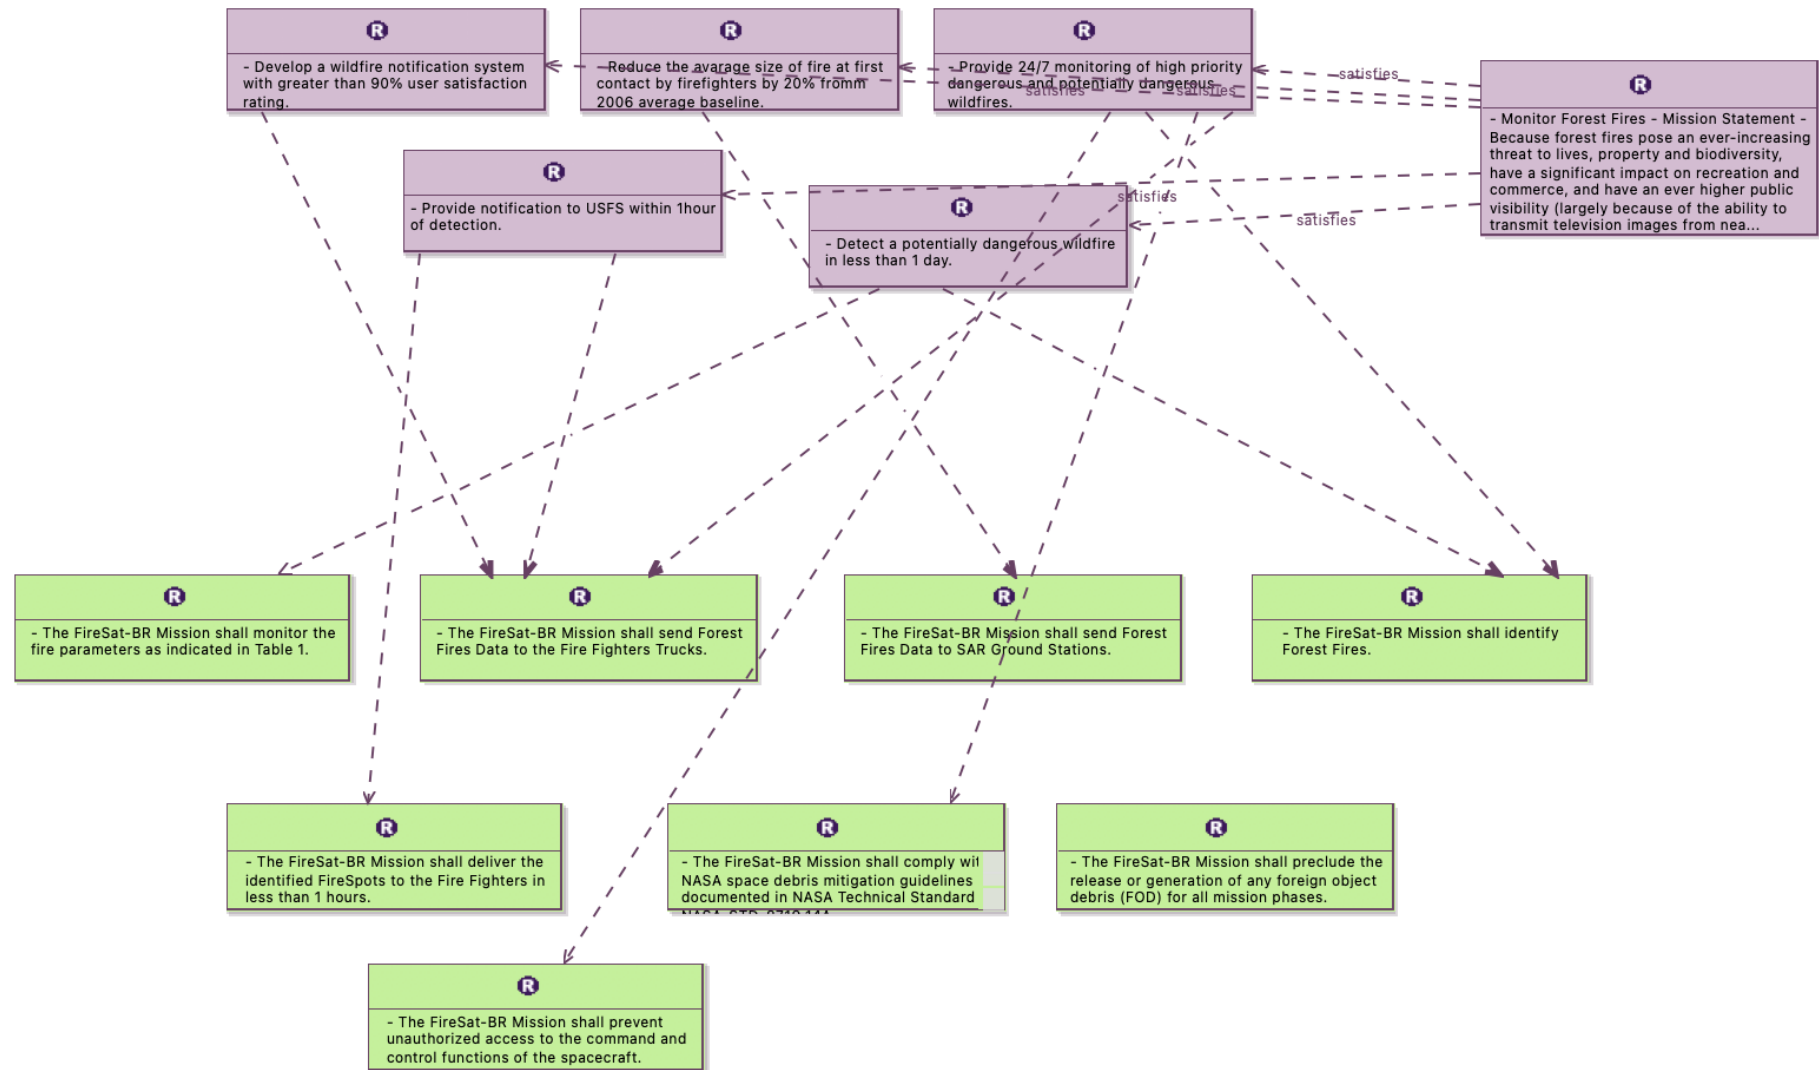 R
- Develop a wildfire notification system
with greater than 90% user satisfaction
rating.
R
- Reduce the avarage size of fire at first
contact by firefighters by 20% fromm
2006 average baseline.
R
- Provide 24/7 monitoring of high priority
dangerous and potentially dangerous
wildfires.
satisfies
satisfies
satisfies
R
- Monitor Forest Fires - Mission Statement -
Because forest fires pose an ever-increasing
threat to lives, property and biodiversity,
have a significant impact on recreation and
commerce, and have an ever higher public
visibility (largely because of the ability to
transmit television images from nea...
R
- Provide notification to USFS within 1hour
of detection.
R
- Detect a potentially dangerous wildfire
in less than 1 day.
satisfies
satisfies
R
- The FireSat-BR Mission shall monitor the
fire parameters as indicated in Table 1.
R
- The FireSat-BR Mission shall send Forest
Fires Data to the Fire Fighters Trucks.
R
- The FireSat-BR Mission shall send Forest
Fires Data to SAR Ground Stations.
R
- The FireSat-BR Mission shall identify
Forest Fires.
R
- The FireSat-BR Mission shall deliver the
identified FireSpots to the Fire Fighters in
less than 1 hours.
R
- The FireSat-BR Mission shall comply wit
NASA space debris mitigation guidelines
documented in NASA Technical Standard
R
- The FireSat-BR Mission shall preclude the
release or generation of any foreign object
debris (FOD) for all mission phases.
R
- The FireSat-BR Mission shall prevent
unauthorized access to the command and
control functions of the spacecraft.